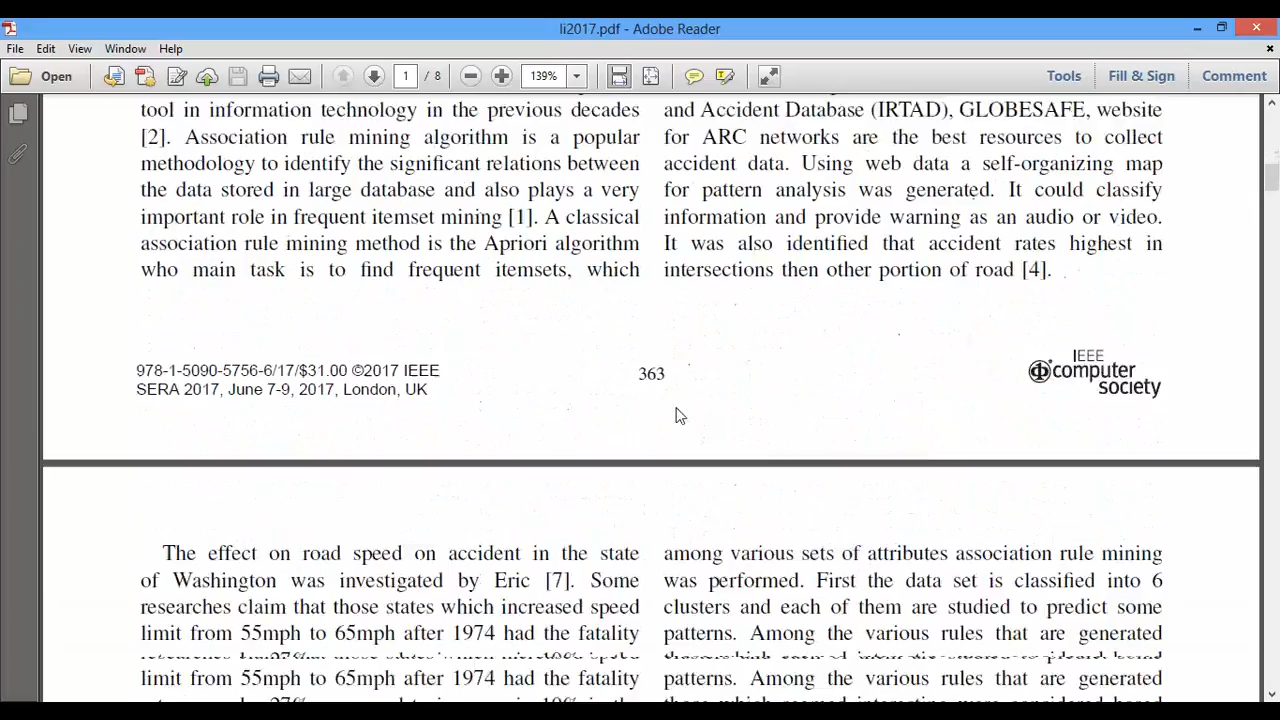 li2017.pdf - Adobe Reader
File Edit View Window Help
Open 1 / 8 139% Tools Fill & Sign Comment
tool in information technology in the previous decades
[2]. Association rule mining algorithm is a popular
methodology to identify the significant relations between
the data stored in large database and also plays a very
important role in frequent itemset mining [1]. A classical
association rule mining method is the Apriori algorithm
who main task is to find frequent itemsets, which
and Accident Database (IRTAD), GLOBESAFE, website
for ARC networks are the best resources to collect
accident data. Using web data a self-organizing map
for pattern analysis was generated. It could classify
information and provide warning as an audio or video.
It was also identified that accident rates highest in
intersections then other portion of road [4].
978-1-5090-5756-6/17/$31.00 ©2017 IEEE
SERA 2017, June 7-9, 2017, London, UK
363
IEEE
computer
society
The effect on road speed on accident in the state
of Washington was investigated by Eric [7]. Some
researches claim that those states which increased speed
limit from 55mph to 65mph after 1974 had the fatality
limit from 55mph to 65mph after 1974 had the fatality
among various sets of attributes association rule mining
was performed. First the data set is classified into 6
clusters and each of them are studied to predict some
patterns. Among the various rules that are generated
patterns. Among the various rules that are generated